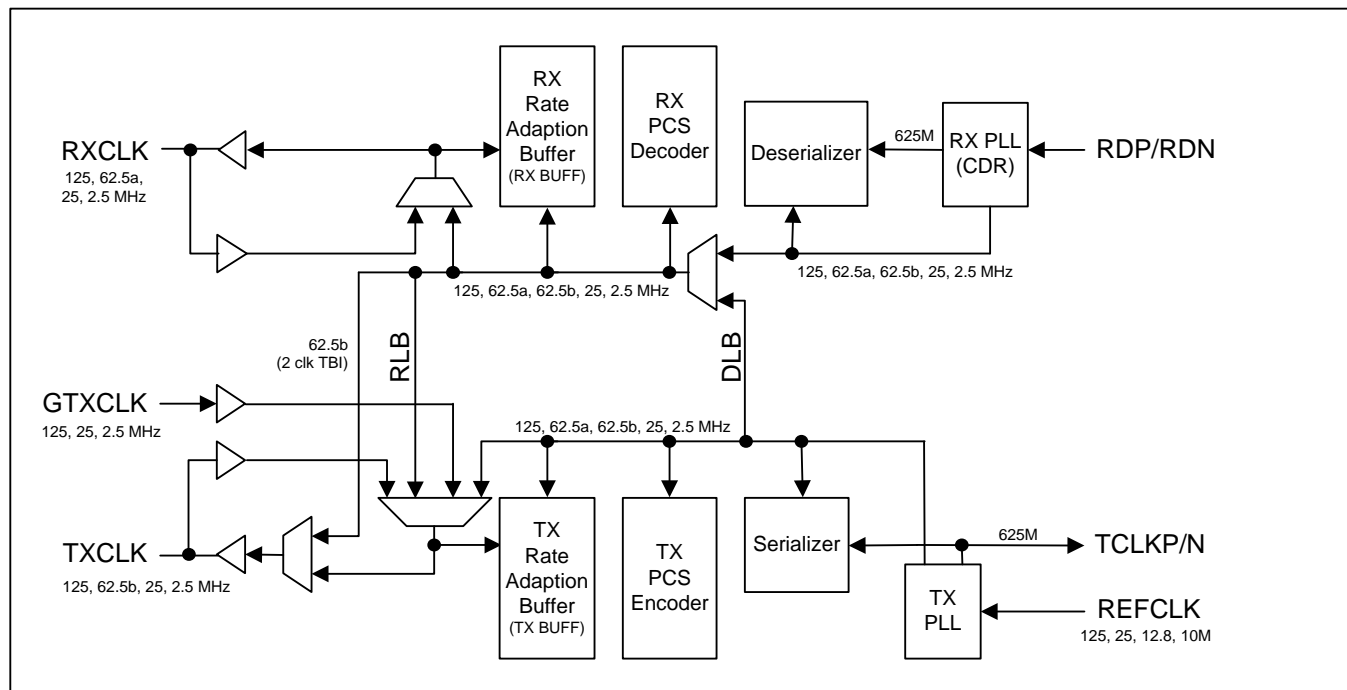 RX
Rate
Adaption
Buffer
(RX BUFF)
RX
PCS
Decoder
Deserializer
625M
RX PLL
(CDR)
RDP/RDN
RXCLK
125, 62.5a,
25, 2.5 MHz
125, 62.5a, 62.5b, 25, 2.5 MHz
125, 62.5a, 62.5b, 25, 2.5 MHz
62.5b
(2 clk TBI)
RLB
DLB
GTXCLK
125, 25, 2.5 MHz
125, 62.5a, 62.5b, 25, 2.5 MHz
TXCLK
125, 62.5b, 25, 2.5 MHz
TX
Rate
Adaption
Buffer
(TX BUFF)
TX
PCS
Encoder
Serializer
625M
TCLKP/N
TX
PLL
REFCLK
125, 25, 12.8, 10M